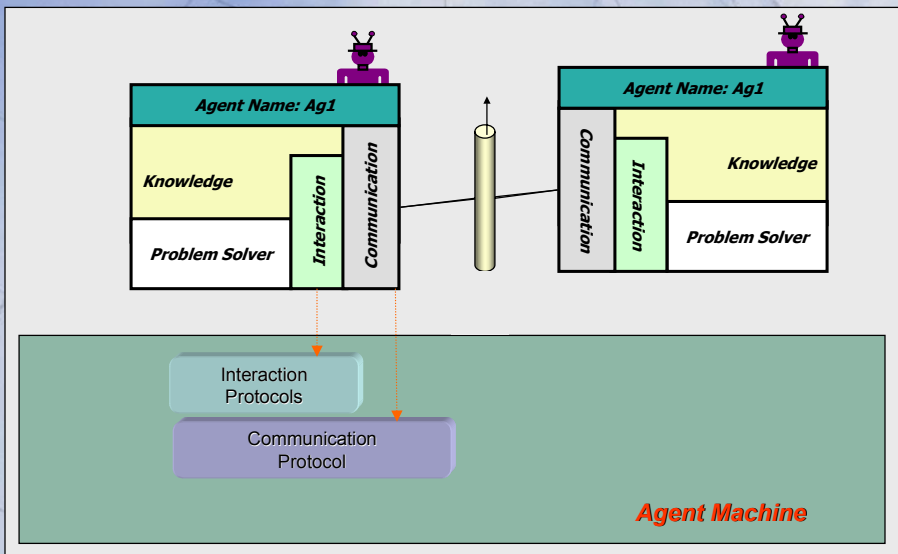 Agent Name: Ag1
Knowledge
Problem Solver
Interaction
Communication
Agent Name: Ag1
Communication
Interaction
Knowledge
Problem Solver
Interaction
Protocols
Communication
Protocol
Agent Machine